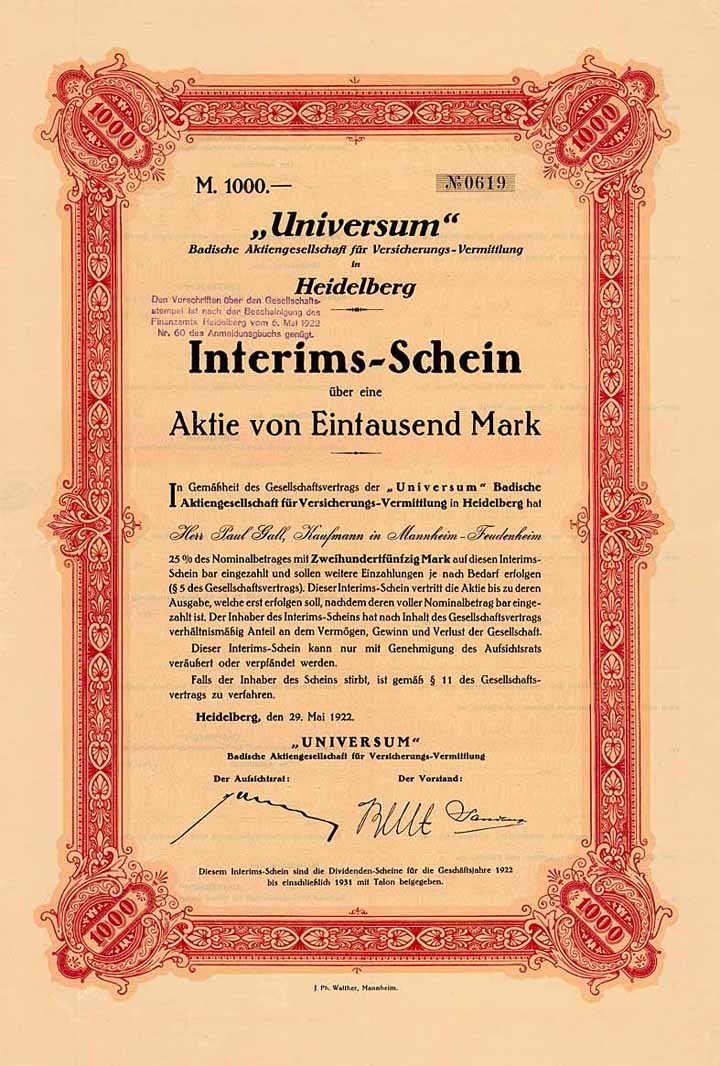 1000
1000
M. 1000.—
№ 0619
„Universum“
Badische Aktiengesellschaft für Versicherungs-Vermittlung
in
Heidelberg
Den Vorschriften über den Gesellschafts-
stempel ist nach der Bescheinigung des
Finanzamts Heidelberg vom 6. Mai 1922
Nr. 60 des Anmeldungsbuchs genügt.
Interims-Schein
über eine
Aktie von Eintausend Mark
In Gemäßheit des Gesellschaftsvertrags der „Universum“ Badische
Aktiengesellschaft für Versicherungs-Vermittlung in Heidelberg hat
Herr Paul Gall, Kaufmann in Mannheim-Feudenheim
25% des Nominalbetrages mit Zweihundertfünfzig Mark auf diesen Interims-
Schein bar eingezahlt und sollen weitere Einzahlungen je nach Bedarf erfolgen
(§ 5 des Gesellschaftsvertrags). Dieser Interims-Schein vertritt die Aktie bis zu deren
Ausgabe, welche erst erfolgen soll, nachdem deren voller Nominalbetrag bar einge-
zahlt ist. Der Inhaber des Interims-Scheins hat nach Inhalt des Gesellschaftsvertrags
verhältnismäßig Anteil an dem Vermögen, Gewinn und Verlust der Gesellschaft.
Dieser Interims-Schein kann nur mit Genehmigung des Aufsichtsrats
veräußert oder verpfändet werden.
Falls der Inhaber des Scheins stirbt, ist gemäß § 11 des Gesellschafts-
vertrags zu verfahren.
Heidelberg, den 29. Mai 1922.
„UNIVERSUM“
Badische Aktiengesellschaft für Versicherungs-Vermittlung
Der Aufsichtsrat:
Der Vorstand:
Diesem Interims-Schein sind die Dividenden-Scheine für die Geschäftsjahre 1922
bis einschließlich 1931 mit Talon beigegeben.
1000
1000
J. Ph. Walther, Mannheim.